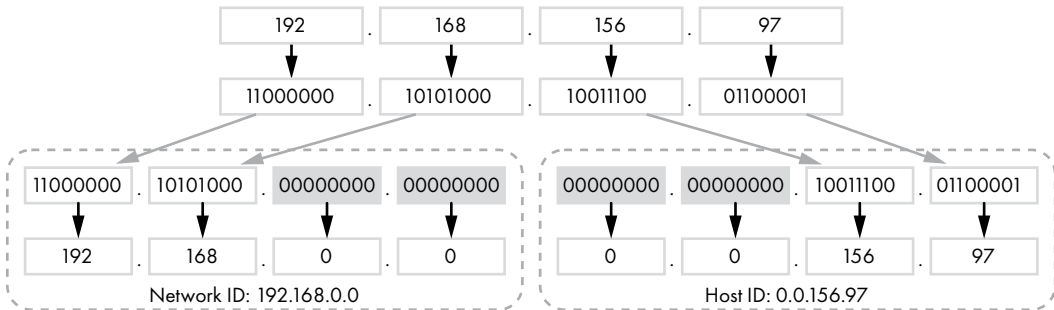 192 . 168 . 156 . 97
11000000 . 10101000 . 10011100 . 01100001
11000000 . 10101000 . 00000000 . 00000000
192 . 168 . 0 . 0
Network ID: 192.168.0.0
00000000 . 00000000 . 10011100 . 01100001
0 . 0 . 156 . 97
Host ID: 0.0.156.97